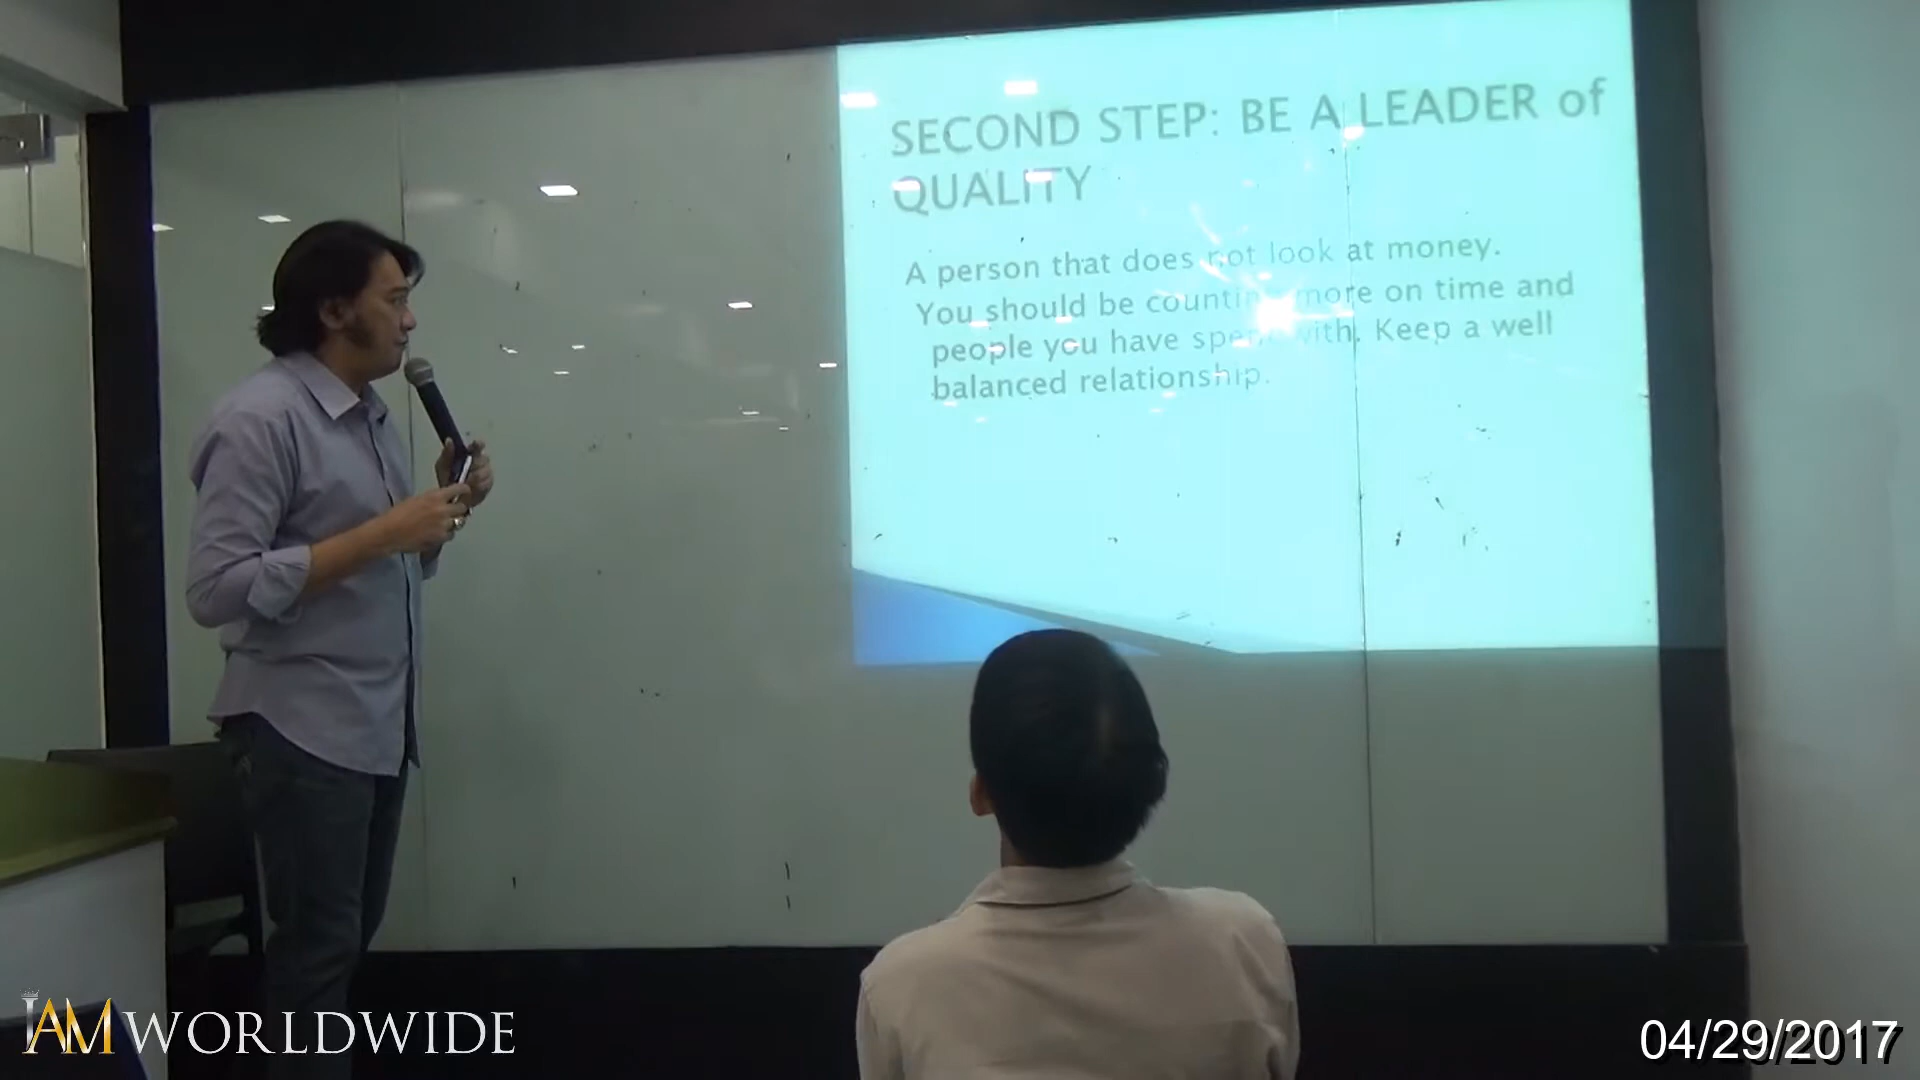 SECOND STEP: BE A LEADER of
QUALITY
A person that does not look at money.
You should be counting more on time and
people you have spent with. Keep a well
balanced relationship.
IAM WORLDWIDE
04/29/2017